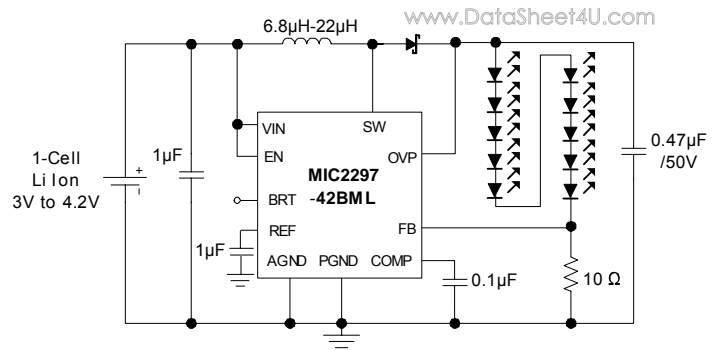 www.DataSheet4U.com
6.8µH-22µH
VIN
SW
1-Cell
Li Ion
3V to 4.2V
1µF
EN
OVP
0.47µF
/50V
MIC2297
-42BML
BRT
REF
FB
1µF
AGND PGND COMP
0.1µF
10 Ω
+